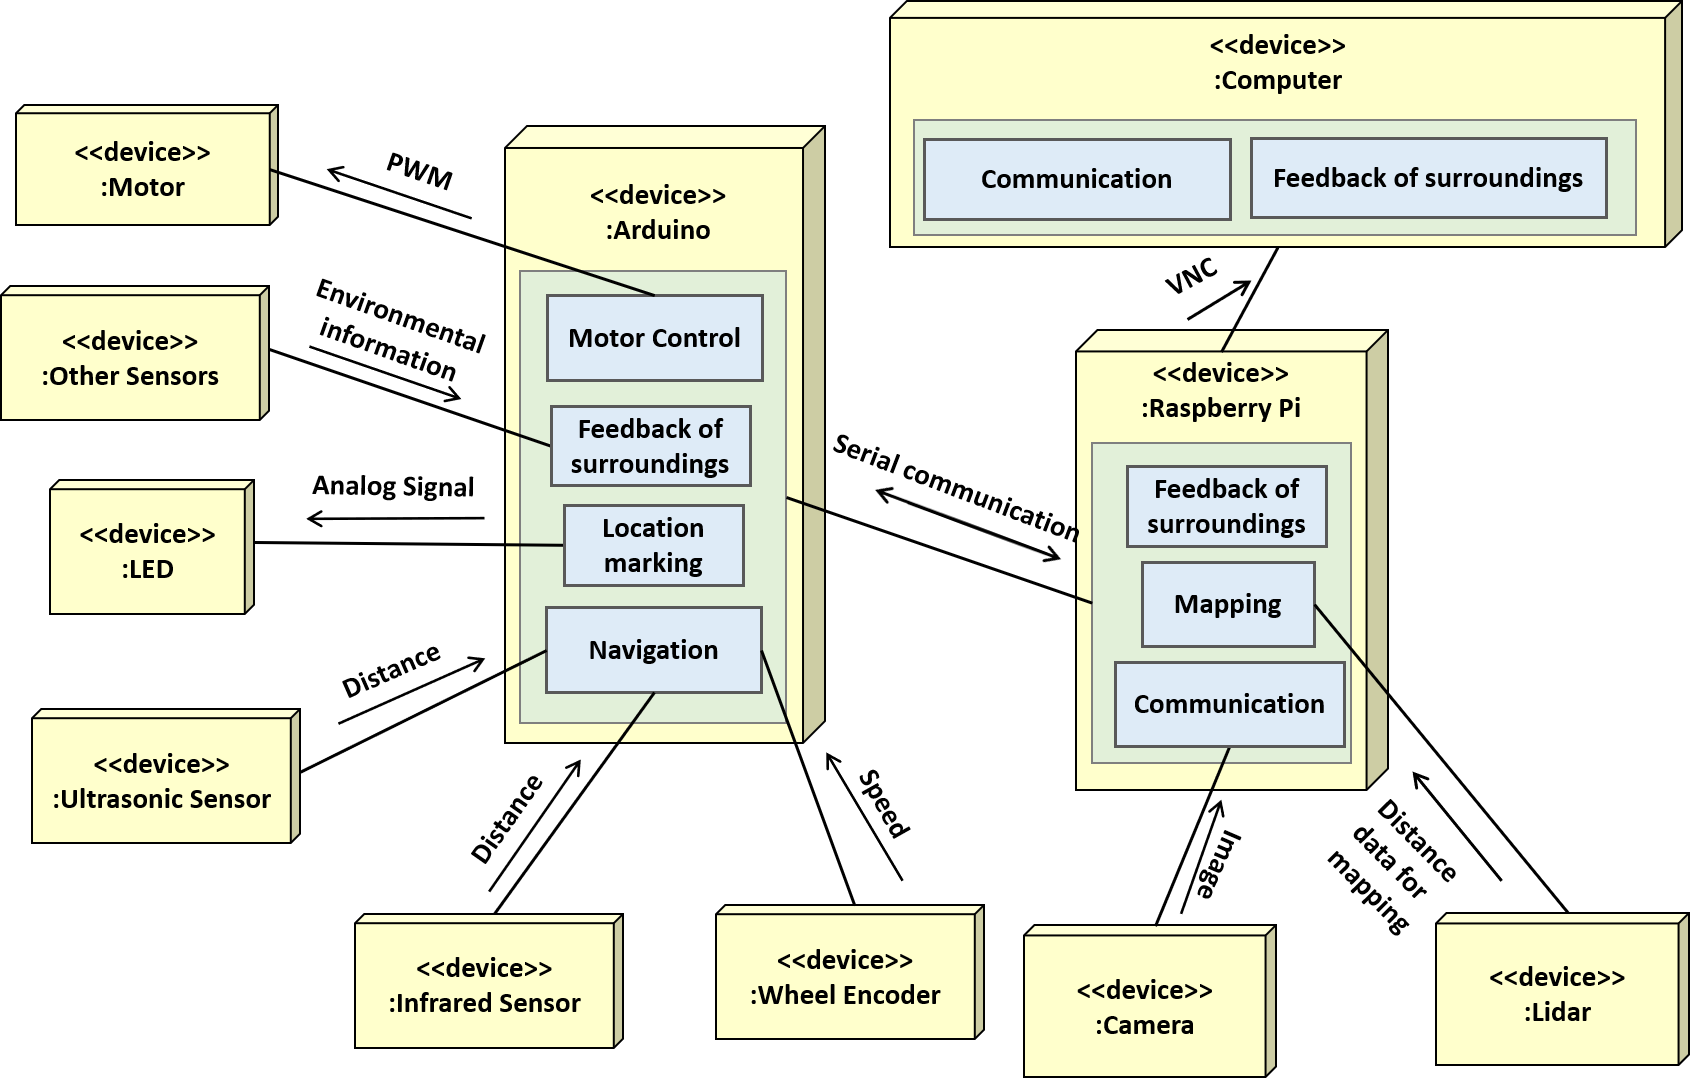 <<device>>
:Computer
Communication
Feedback of surroundings
<<device>>
:Motor
PWM
<<device>>
:Arduino
Motor Control
Feedback of
surroundings
Location
marking
Navigation
<<device>>
:Other Sensors
Environmental
information
<<device>>
:LED
Analog Signal
<<device>>
:Ultrasonic Sensor
Distance
<<device>>
:Infrared Sensor
Distance
<<device>>
:Wheel Encoder
Speed
Serial communication
VNC
<<device>>
:Raspberry Pi
Feedback of
surroundings
Mapping
Communication
<<device>>
:Camera
Image
<<device>>
:Lidar
Distance
data for
mapping